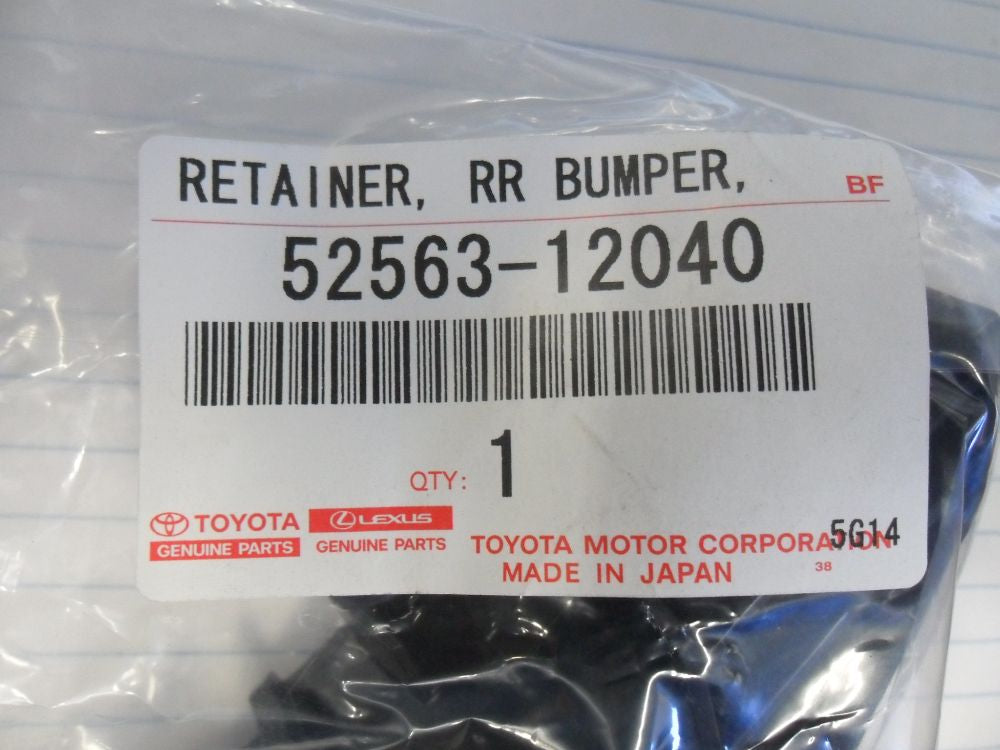 RETAINER, RR BUMPER, BF
52563-12040
QTY: 1
TOYOTA LEXUS
GENUINE PARTS GENUINE PARTS
TOYOTA MOTOR CORPORATION 5G14
MADE IN JAPAN 38